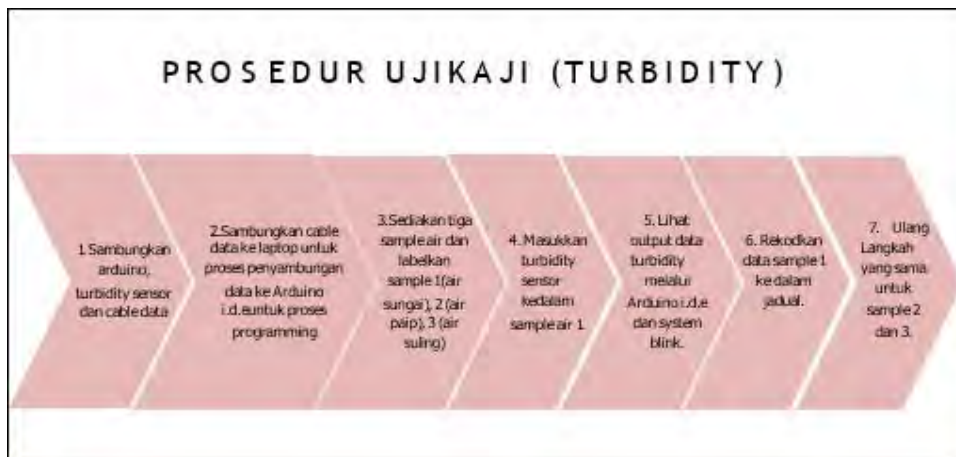 PROSEDUR UJIKAJI (TURBIDITY)
1.Sambungkan
arduino,
turbidity sensor
dan cable data
2.Sambungkan cable
data ke laptop untuk
proses penyambungan
data ke Arduino
i.d.e untuk proses
programming.
3.Sediakan tiga
sample air dan
labelkan
sample 1(air
sungai), 2 (air
paip), 3 (air
suling)
4. Masukkan
turbidity
sensor
kedalam
sample air 1
5. Lihat
output data
turbidity
melalui
Arduino i.d.e
dan system
blink.
6. Rekodkan
data sample 1
ke dalam
jadual.
7. Ulang
Langkah
yang sama
untuk
sample 2
dan 3.